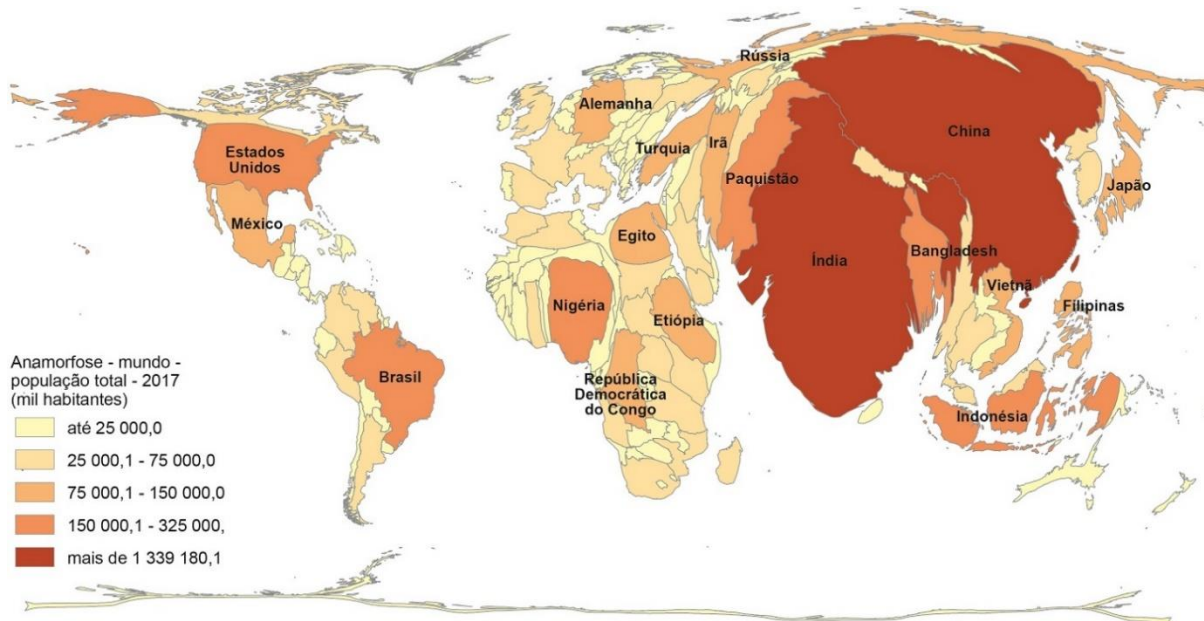 Rússia
Alemanha
Estados
Unidos
Turquia
Irã
China
Paquistão
Japão
México
Egito
Índia
Bangladesh
Nigéria
Vietnã
Filipinas
Etiópia
Brasil
República
Democrática
do Congo
Indonésia
Anamorfose - mundo -
população total - 2017
(mil habitantes)
até 25 000,0
25 000,1 - 75 000,0
75 000,1 - 150 000,0
150 000,1 - 325 000,
mais de 1 339 180,1